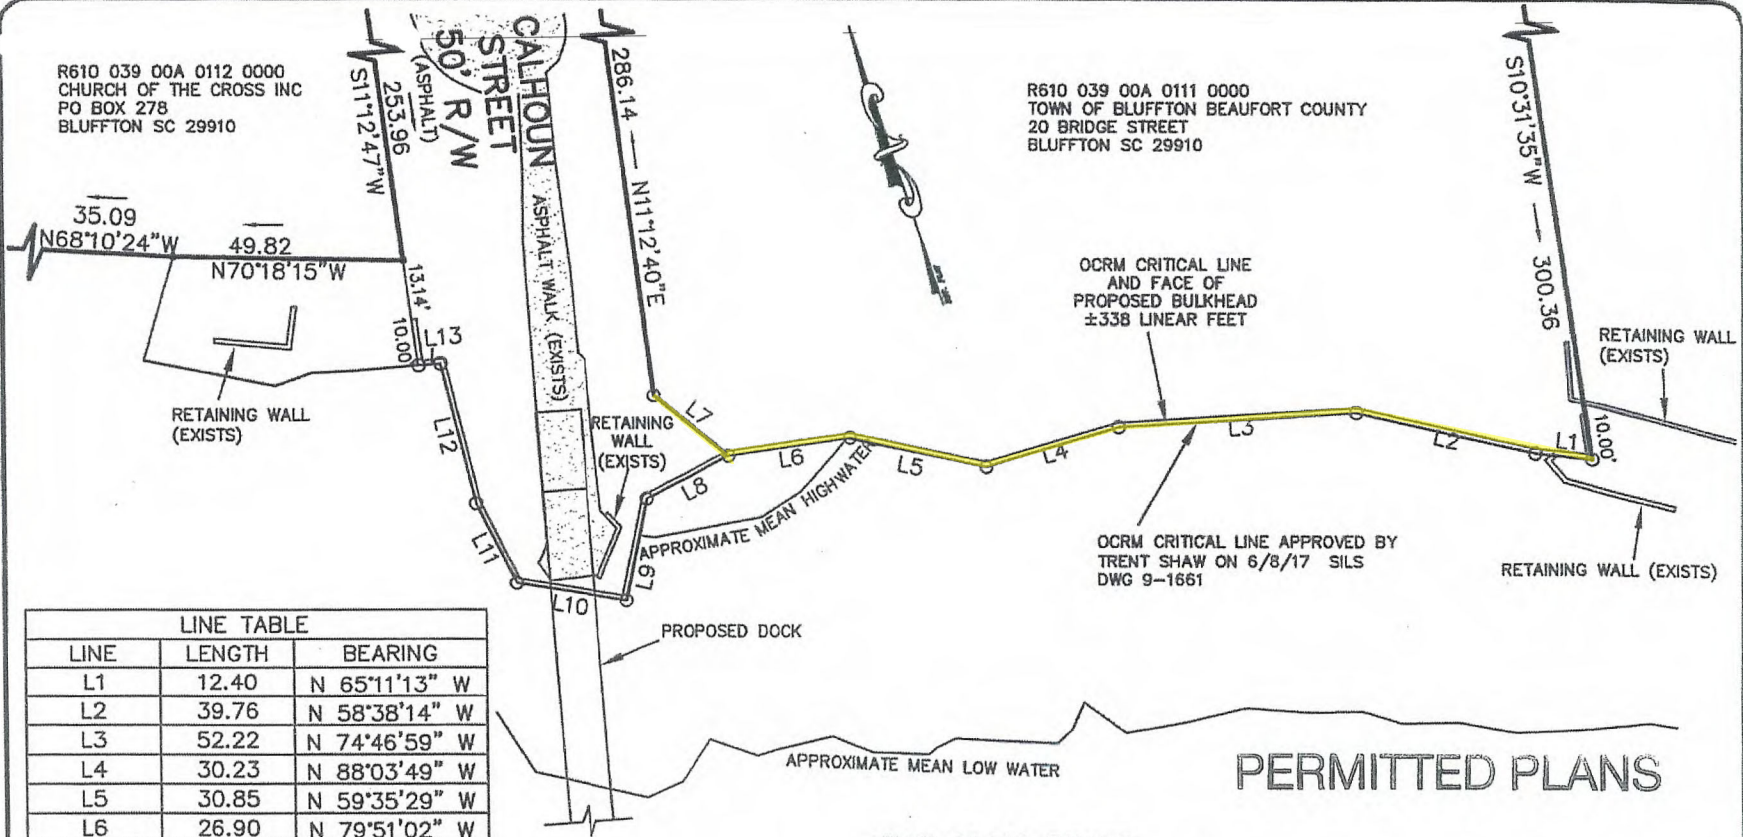 R610 039 00A 0112 0000
CHURCH OF THE CROSS INC
PO BOX 278
BLUFFTON SC 29910
S11°12'47"W
253.96
(ASPHALT)
50' R/W
CALHOUN
STREET
286.14 — N11°12'40"E
R610 039 00A 0111 0000
TOWN OF BLUFFTON BEAUFORT COUNTY
20 BRIDGE STREET
BLUFFTON SC 29910
S10°31'35"W — 300.36
35.09
N68°10'24"W
49.82
N70°18'15"W
13.14'
10.00
L13
ASPHALT WALK (EXISTS)
OCRM CRITICAL LINE
AND FACE OF
PROPOSED BULKHEAD
±338 LINEAR FEET
RETAINING WALL
(EXISTS)
RETAINING WALL
(EXISTS)
L12
RETAINING
WALL
(EXISTS)
L7
L6
L5
L4
L3
L2
L1
10.00'
L8
APPROXIMATE MEAN HIGHWATER
L11
L9
L10
OCRM CRITICAL LINE APPROVED BY
TRENT SHAW ON 6/8/17 SILS
DWG 9-1661
RETAINING WALL (EXISTS)
PROPOSED DOCK
LINE TABLE
LINE LENGTH BEARING
L1 12.40 N 65°11'13" W
L2 39.76 N 58°38'14" W
L3 52.22 N 74°46'59" W
L4 30.23 N 88°03'49" W
L5 30.85 N 59°35'29" W
L6 26.90 N 79°51'02" W
APPROXIMATE MEAN LOW WATER
PERMITTED PLANS